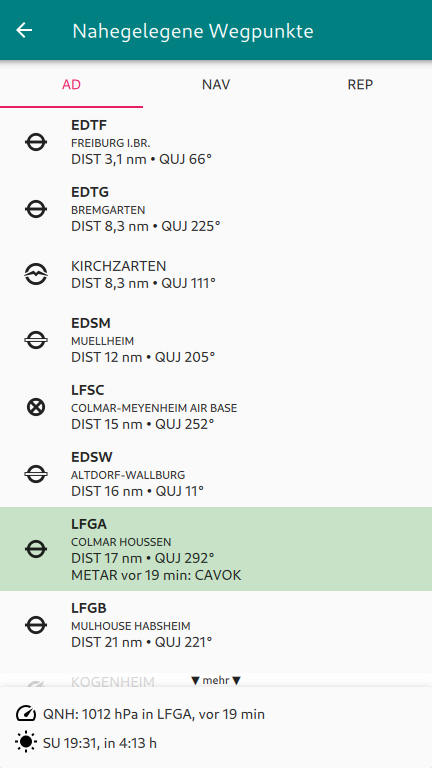 Nahegelegene Wegpunkte
AD NAV REP
EDTF
FREIBURG I.BR.
DIST 3,1 nm • QUJ 66°
EDTG
BREMGARTEN
DIST 8,3 nm • QUJ 225°
KIRCHZARTEN
DIST 8,3 nm • QUJ 111°
EDSM
MUELLHEIM
DIST 12 nm • QUJ 205°
LFSC
COLMAR-MEYENHEIM AIR BASE
DIST 15 nm • QUJ 252°
EDSW
ALTDORF-WALLBURG
DIST 16 nm • QUJ 11°
LFGA
COLMAR HOUSSEN
DIST 17 nm • QUJ 292°
METAR vor 19 min: CAVOK
LFGB
MULHOUSE HABSHEIM
DIST 21 nm • QUJ 221°
KOGENHEIM
▼ mehr ▼
QNH: 1012 hPa in LFGA, vor 19 min
SU 19:31, in 4:13 h